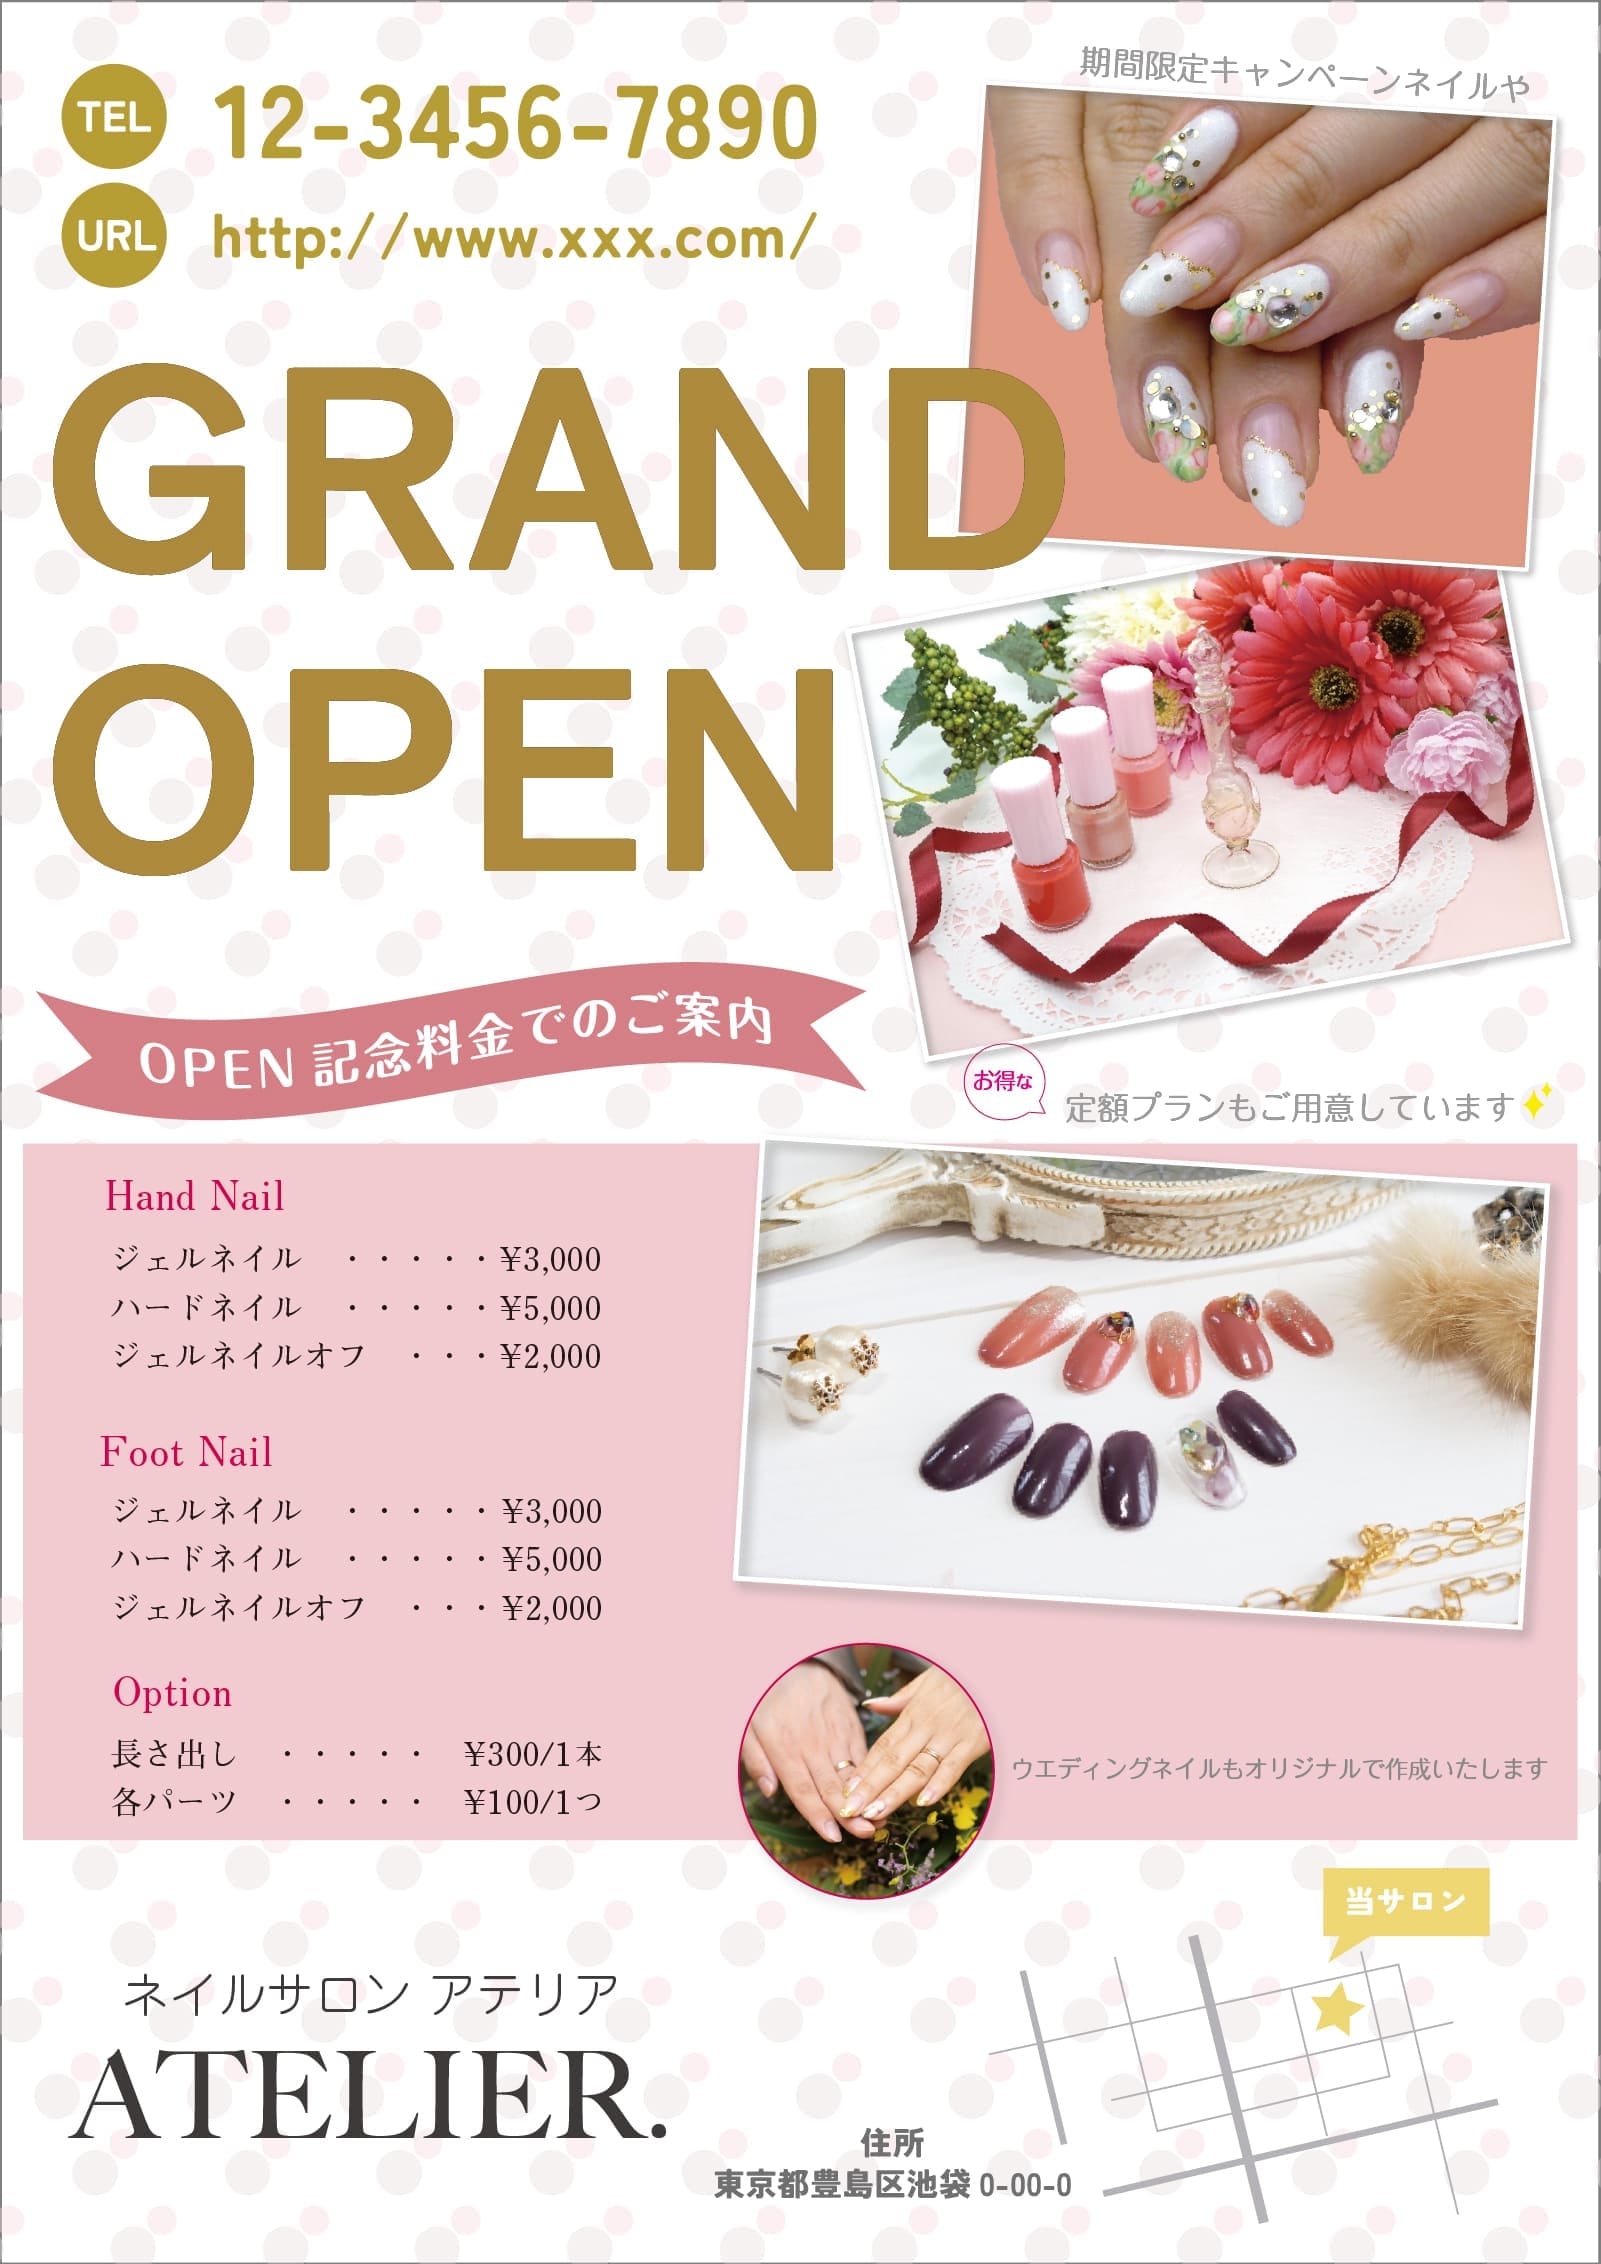 TEL 12-3456-7890
URL http://www.xxx.com/
期間限定キャンペーンネイルや
GRAND
OPEN
OPEN 記念料金でのご案内
お得な
定額プランもご用意しています
Hand Nail
ジェルネイル ・・・・・¥3,000
ハードネイル ・・・・・¥5,000
ジェルネイルオフ ・・・¥2,000
Foot Nail
ジェルネイル ・・・・・¥3,000
ハードネイル ・・・・・¥5,000
ジェルネイルオフ ・・・¥2,000
Option
長さ出し ・・・・・ ¥300/1本
各パーツ ・・・・・ ¥100/1つ
ウエディングネイルもオリジナルで作成いたします
当サロン
ネイルサロン アテリア
ATELIER.
住所
東京都豊島区池袋 0-00-0